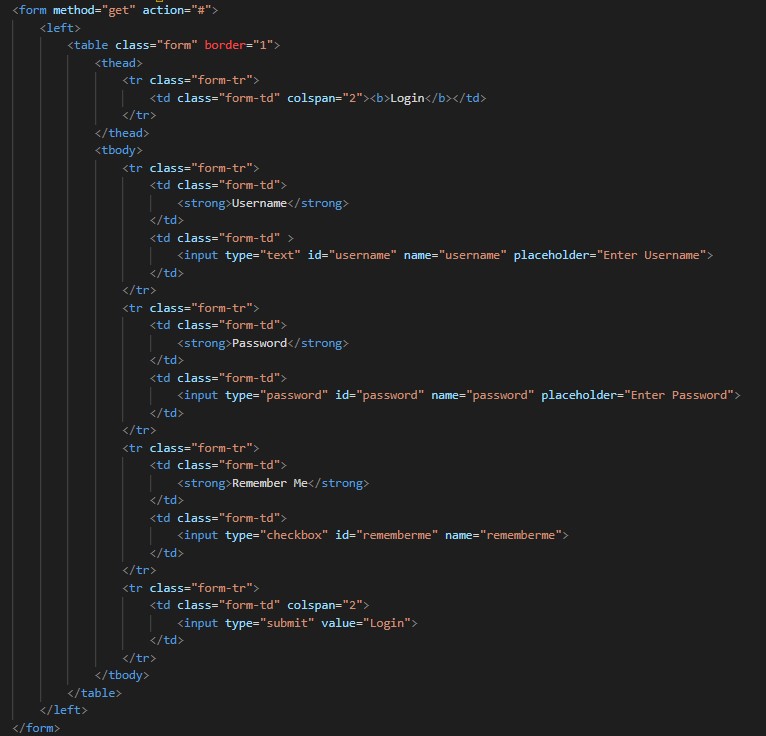 <form method="get" action="#">
    <left>
        <table class="form" border="1">
            <thead>
                <tr class="form-tr">
                    <td class="form-td" colspan="2"><b>Login</b></td>
                </tr>
            </thead>
            <tbody>
                <tr class="form-tr">
                    <td class="form-td">
                        <strong>Username</strong>
                    </td>
                    <td class="form-td" >
                        <input type="text" id="username" name="username" placeholder="Enter Username">
                    </td>
                </tr>
                <tr class="form-tr">
                    <td class="form-td">
                        <strong>Password</strong>
                    </td>
                    <td class="form-td">
                        <input type="password" id="password" name="password" placeholder="Enter Password">
                    </td>
                </tr>
                <tr class="form-tr">
                    <td class="form-td">
                        <strong>Remember Me</strong>
                    </td>
                    <td class="form-td">
                        <input type="checkbox" id="rememberme" name="rememberme">
                    </td>
                </tr>
                <tr class="form-tr">
                    <td class="form-td" colspan="2">
                        <input type="submit" value="Login">
                    </td>
                </tr>
            </tbody>
        </table>
    </left>
</form>